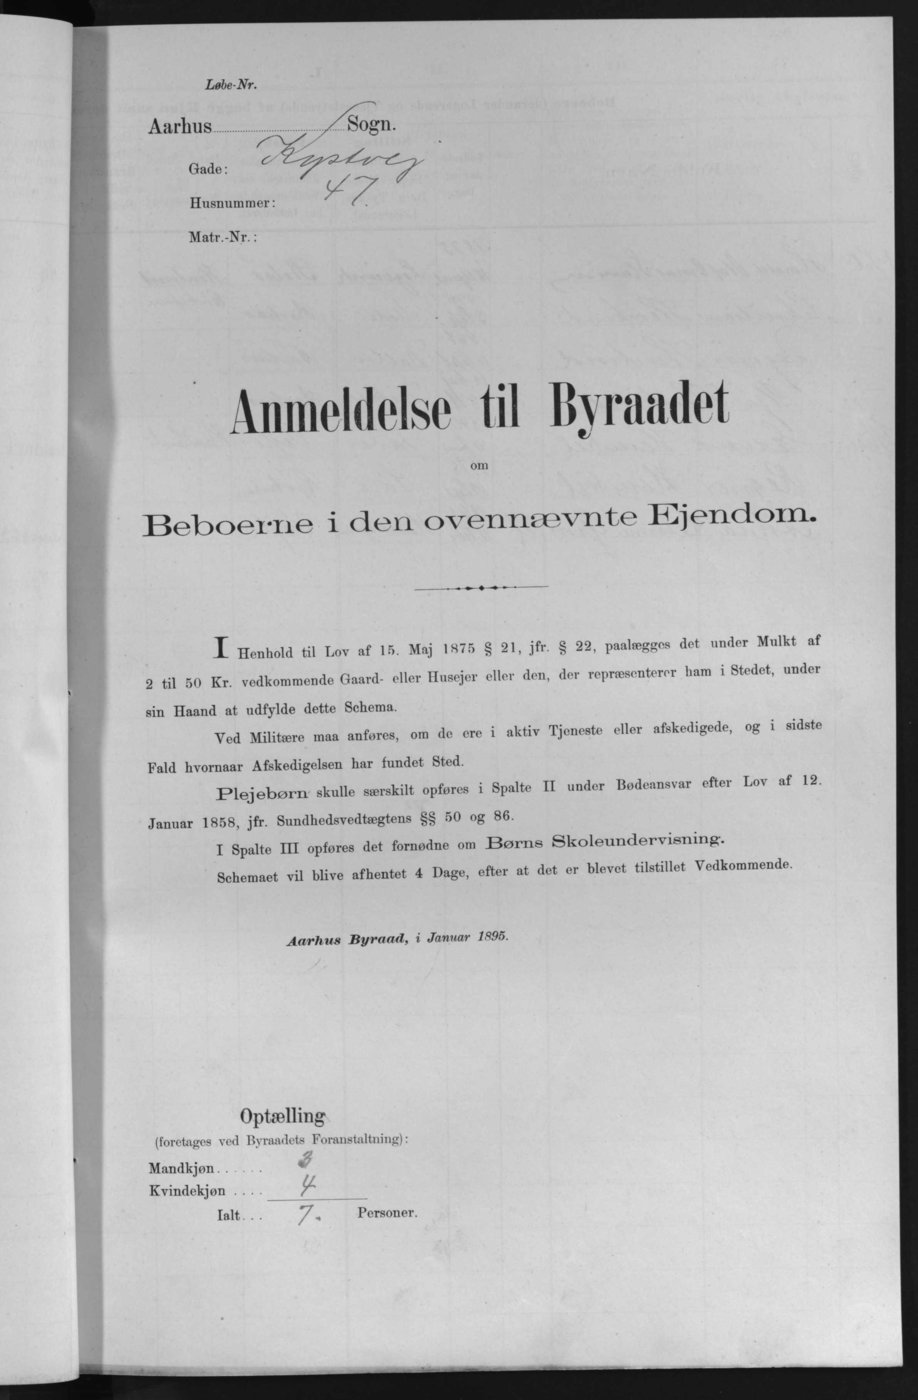 Løbe-Nr.
Aarhus Sogn.
Gade: Kystvej
Husnummer: 47.
Matr.-Nr.:
Anmeldelse til Byraadet
om
Beboerne i den ovennævnte Ejendom.
I Henhold til Lov af 15. Maj 1875 § 21, jfr. § 22, paalægges det under Mulkt af
2 til 50 Kr. vedkommende Gaard- eller Husejer eller den, der repræsenterer ham i Stedet, under
sin Haand at udfylde dette Schema.
Ved Militære maa anføres, om de ere i aktiv Tjeneste eller afskedigede, og i sidste
Fald hvornaar Afskedigelsen har fundet Sted.
Plejebørn skulle særskilt opføres i Spalte II under Bødeansvar efter Lov af 12.
Januar 1858, jfr. Sundhedsvedtægtens §§ 50 og 86.
I Spalte III opføres det fornødne om Børns Skoleundervisning.
Schemaet vil blive afhentet 4 Dage, efter at det er blevet tilstillet Vedkommende.
Aarhus Byraad, i Januar 1895.
Optælling
(foretages ved Byraadets Foranstaltning):
Mandkjøn...... 3
Kvindekjøn .... 4
Ialt... 7. Personer.